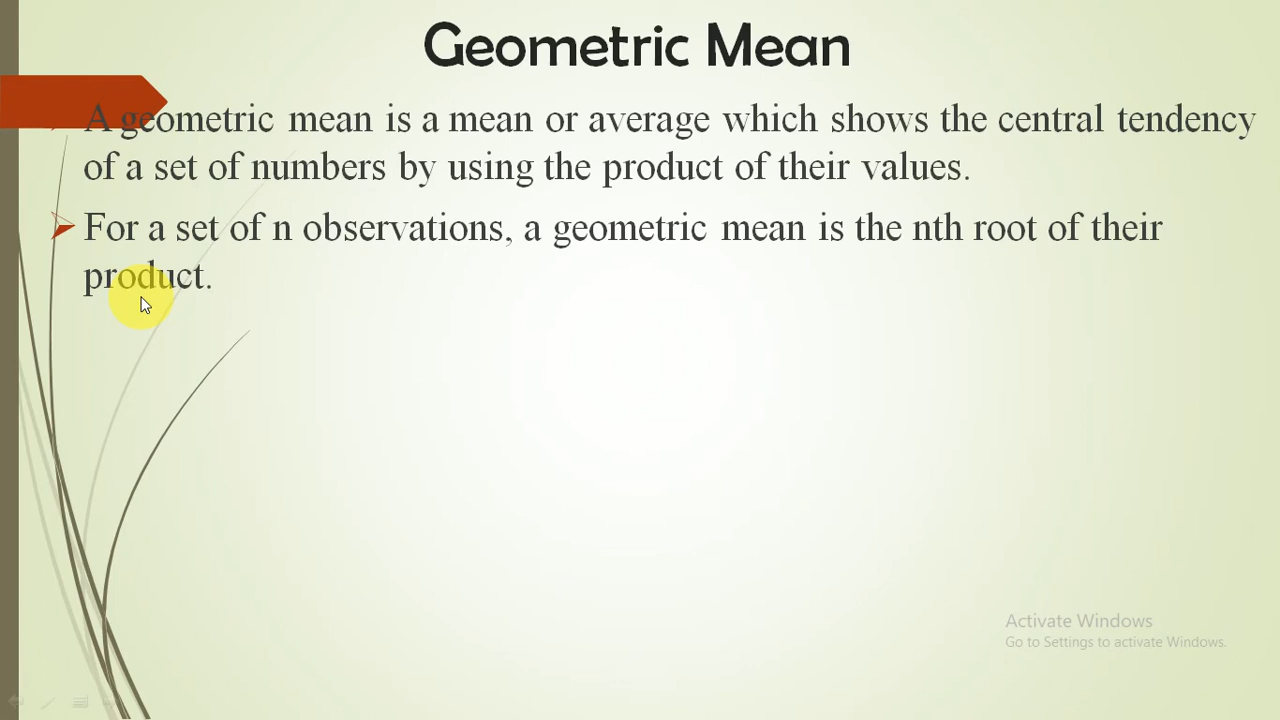 Geometric Mean
A geometric mean is a mean or average which shows the central tendency
of a set of numbers by using the product of their values.
For a set of n observations, a geometric mean is the nth root of their
product.
Activate Windows
Go to Settings to activate Windows.